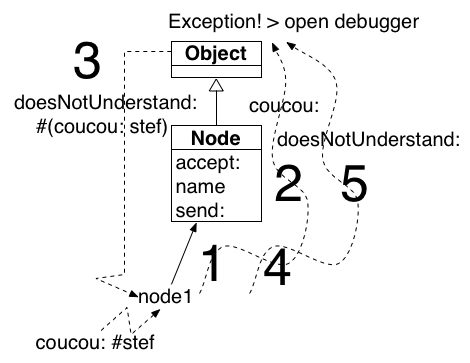 Exception! > open debugger
3
Object
doesNotUnderstand:
#(coucou: stef)
coucou:
Node
doesNotUnderstand:
accept:
name
send:
2
5
1
4
node1
coucou: #stef